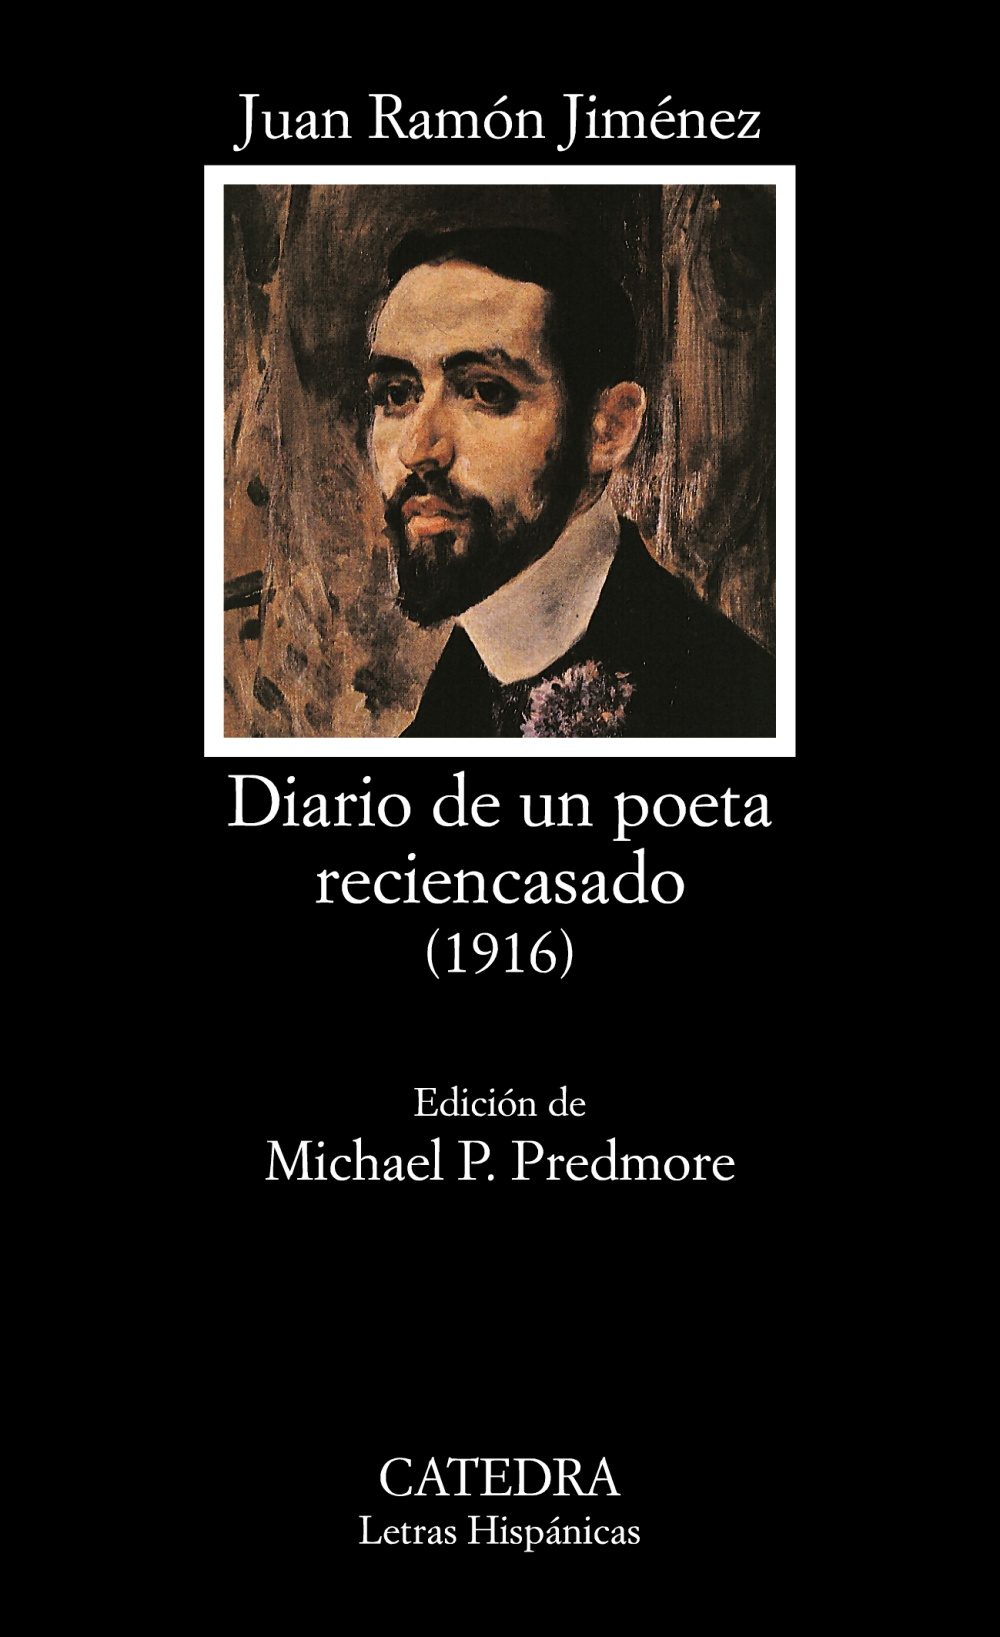 Juan Ramón Jiménez
Diario de un poeta
reciencasado
(1916)
Edición de
Michael P. Predmore
CATEDRA
Letras Hispánicas